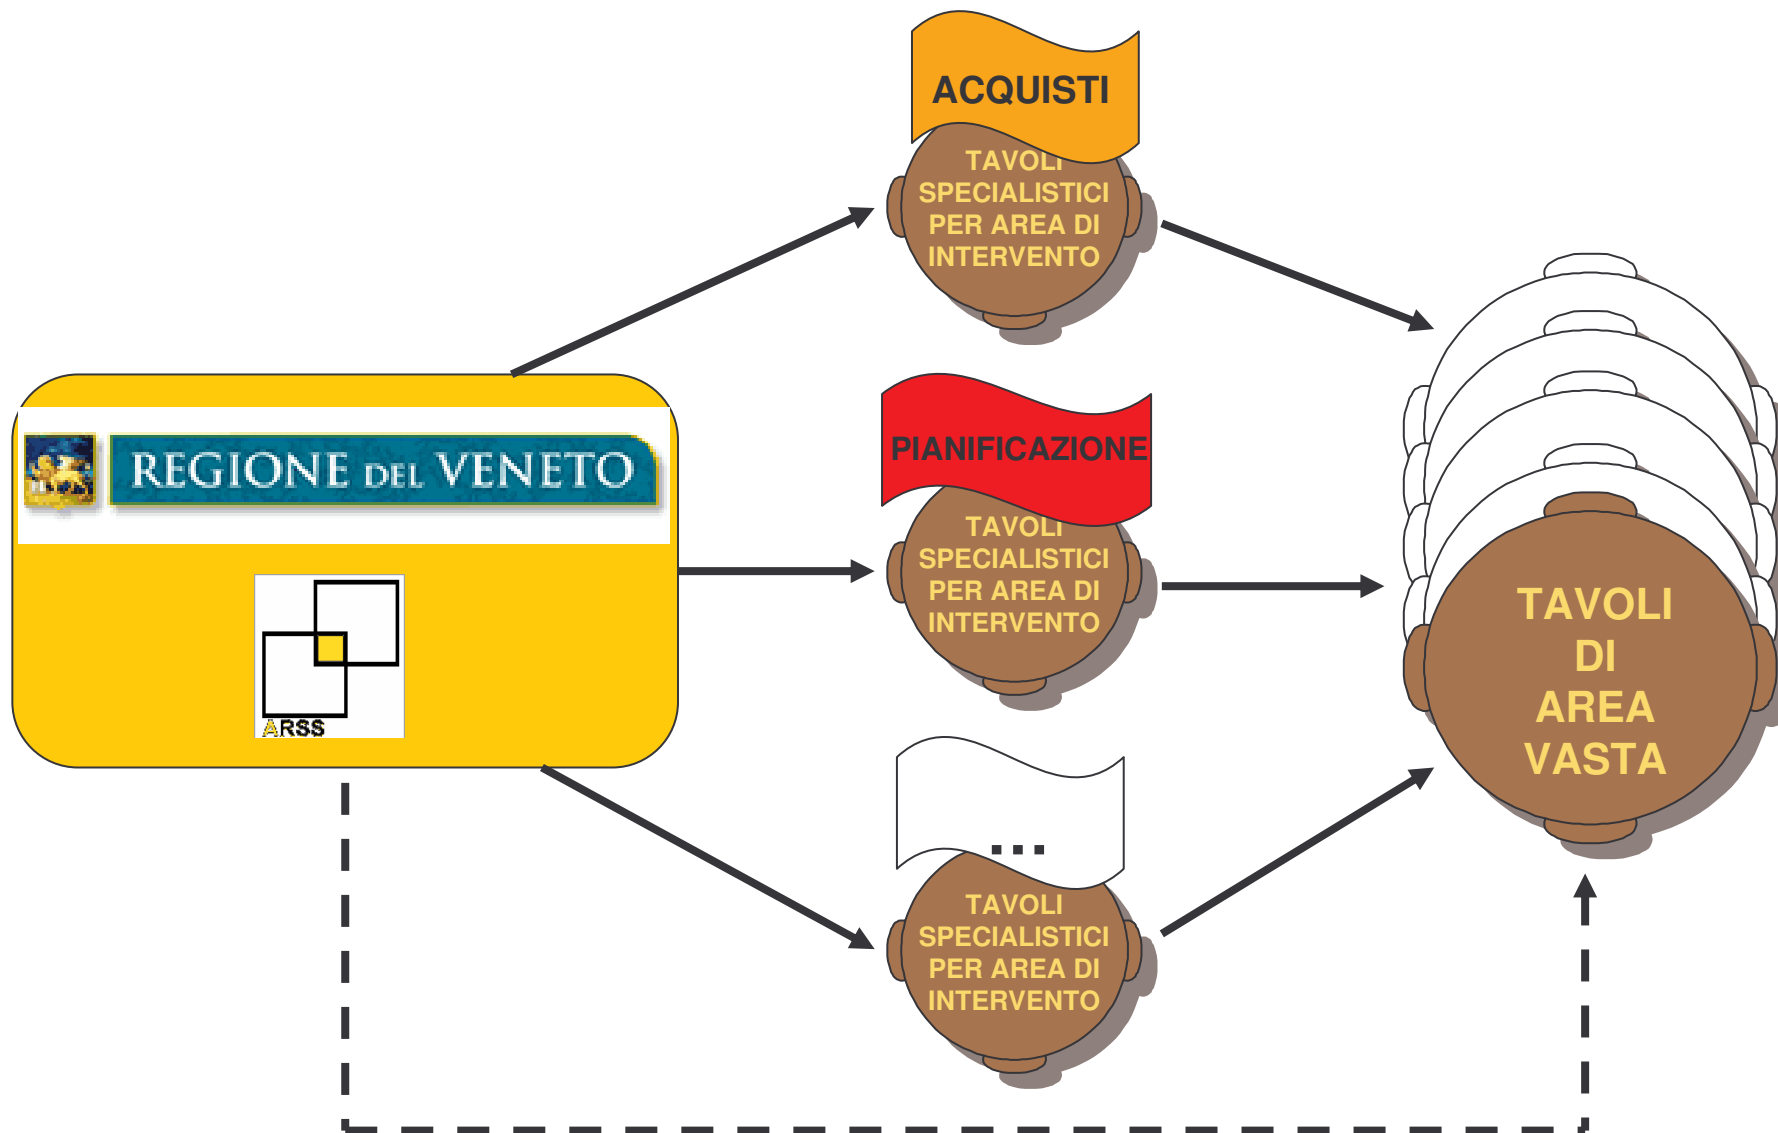 ACQUISTI
TAVOLI
SPECIALISTICI
PER AREA DI
INTERVENTO
REGIONE DEL VENETO
ARSS
PIANIFICAZIONE
TAVOLI
SPECIALISTICI
PER AREA DI
INTERVENTO
...
TAVOLI
SPECIALISTICI
PER AREA DI
INTERVENTO
TAVOLI
DI
AREA
VASTA